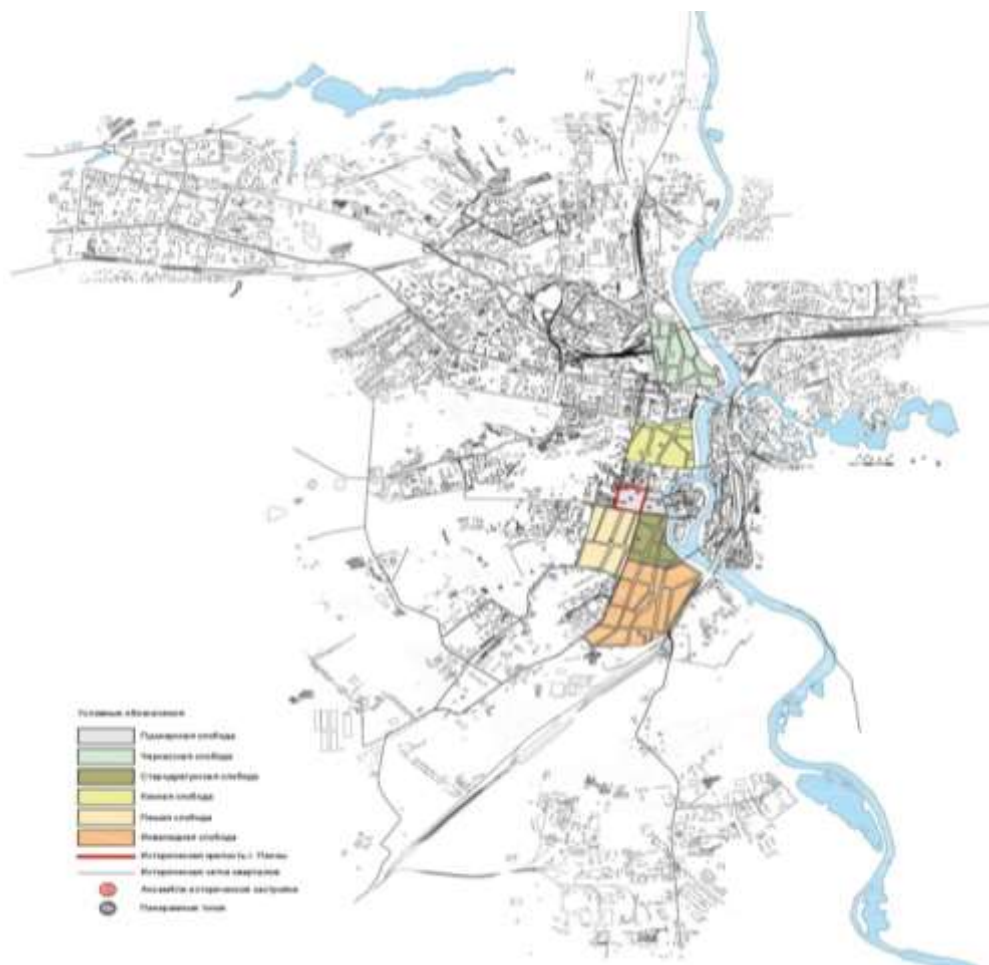 Условные обозначения
Пушкарская слобода
Черкасская слобода
Стародрагунская слобода
Конная слобода
Пешая слобода
Инвалидная слобода
Историческая крепость г. Пензы
Историческая сетка кварталов
Ансамбли исторической застройки
Панорамные точки